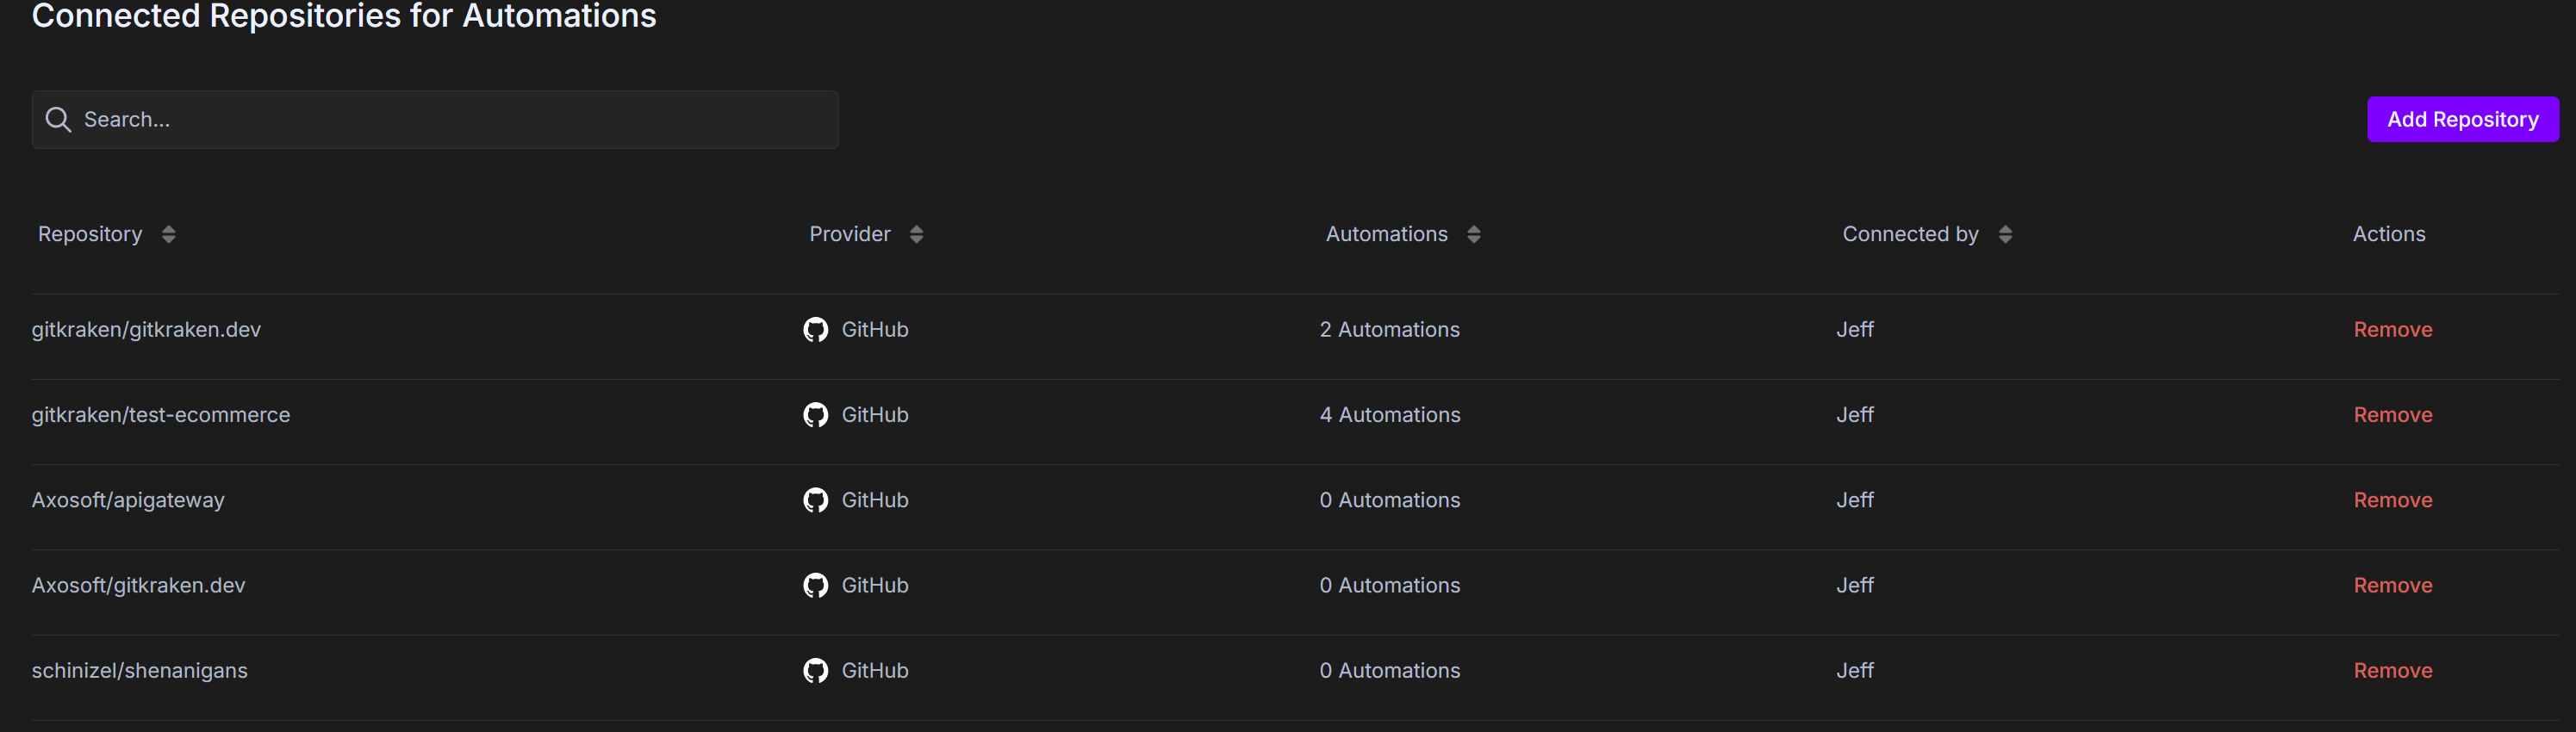 Connected Repositories for Automations
Search...
Add Repository
Repository Provider Automations Connected by Actions
gitkraken/gitkraken.dev GitHub 2 Automations Jeff Remove
gitkraken/test-ecommerce GitHub 4 Automations Jeff Remove
Axosoft/apigateway GitHub 0 Automations Jeff Remove
Axosoft/gitkraken.dev GitHub 0 Automations Jeff Remove
schinizel/shenanigans GitHub 0 Automations Jeff Remove